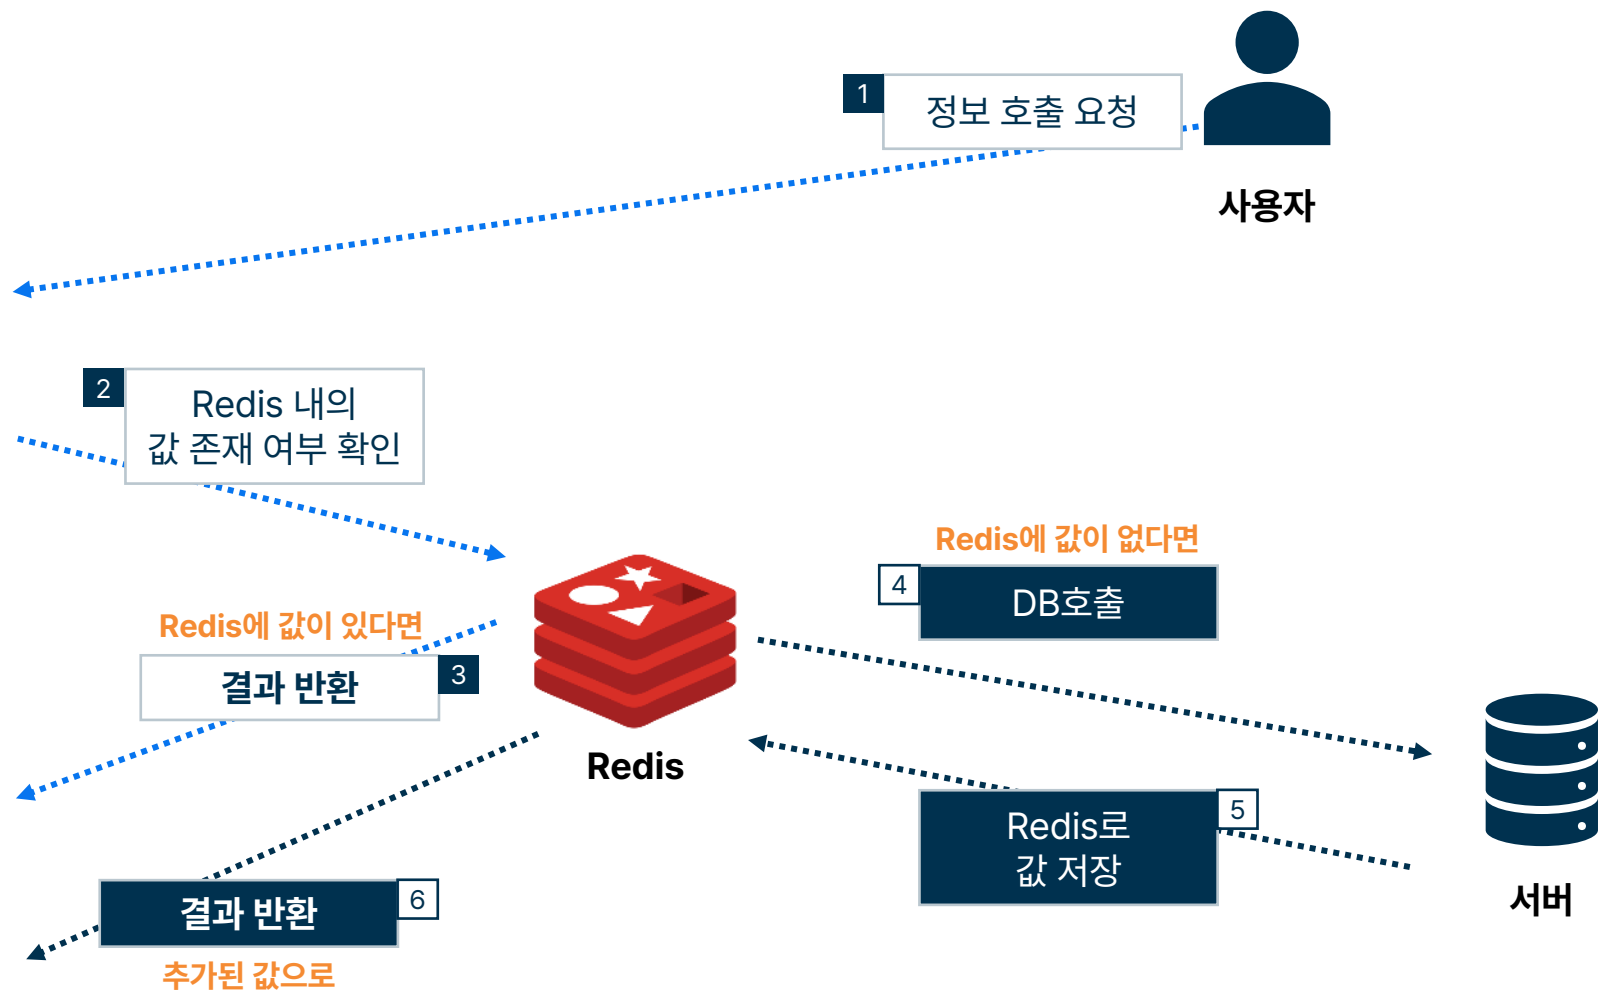 1
정보 호출 요청
사용자
2
Redis 내의
값 존재 여부 확인
Redis에 값이 있다면
결과 반환
3
Redis
Redis에 값이 없다면
4
DB호출
Redis로
값 저장
5
서버
결과 반환
6
추가된 값으로